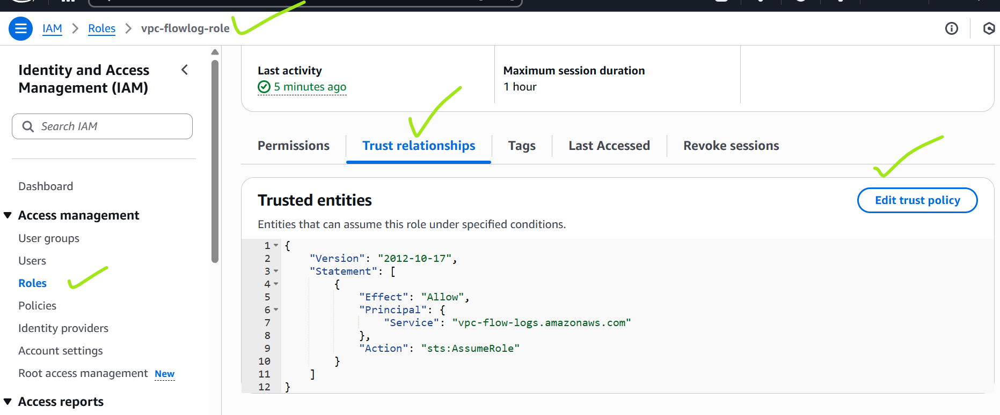 IAM > Roles > vpc-flowlog-role
Identity and Access
Management (IAM)
Search IAM
Dashboard
Access management
User groups
Users
Roles
Policies
Identity providers
Account settings
Root access management New
Access reports
Last activity
5 minutes ago
Maximum session duration
1 hour
Permissions
Trust relationships
Tags
Last Accessed
Revoke sessions
Trusted entities
Edit trust policy
Entities that can assume this role under specified conditions.
1 {
2 "Version": "2012-10-17",
3 "Statement": [
4 {
5 "Effect": "Allow",
6 "Principal": {
7 "Service": "vpc-flow-logs.amazonaws.com"
8 },
9 "Action": "sts:AssumeRole"
10 }
11 ]
12 }